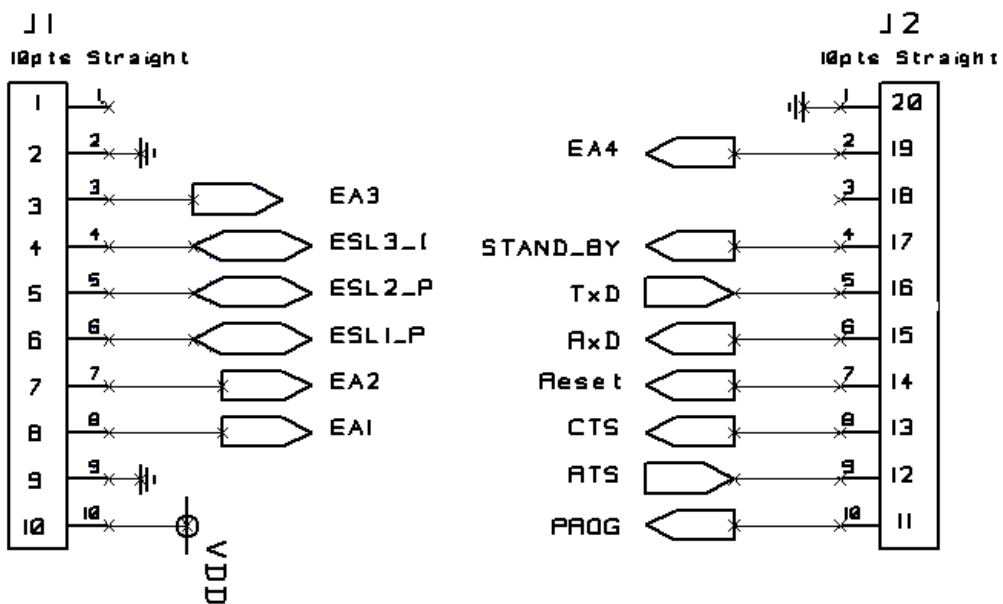 J1
10pts Straight
1 1
2 2
3 3 EA3
4 4 ESL3_I
5 5 ESL2_P
6 6 ESL1_P
7 7 EA2
8 8 EA1
9 9
10 10
VDD
J2
10pts Straight
1 20
EA4 2 19
3 18
STAND_BY 4 17
TxD 5 16
RxD 6 15
Reset 7 14
CTS 8 13
RTS 9 12
PROG 10 11